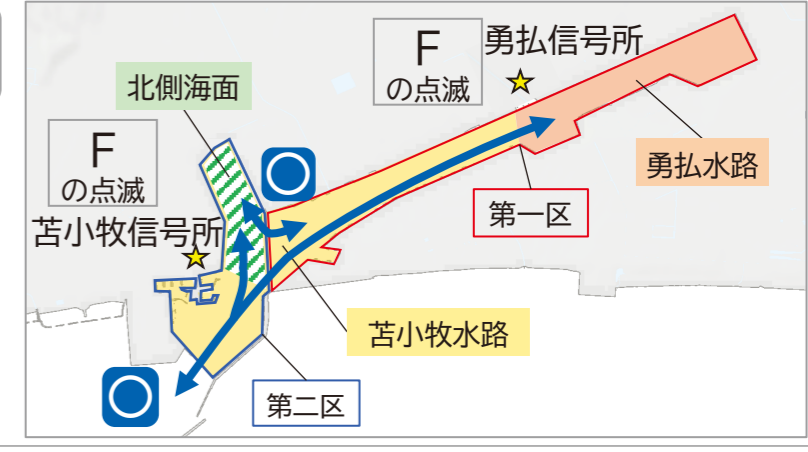 F
の点滅
勇払信号所
北側海面
F
の点滅
勇払水路
第一区
苫小牧信号所
苫小牧水路
第二区